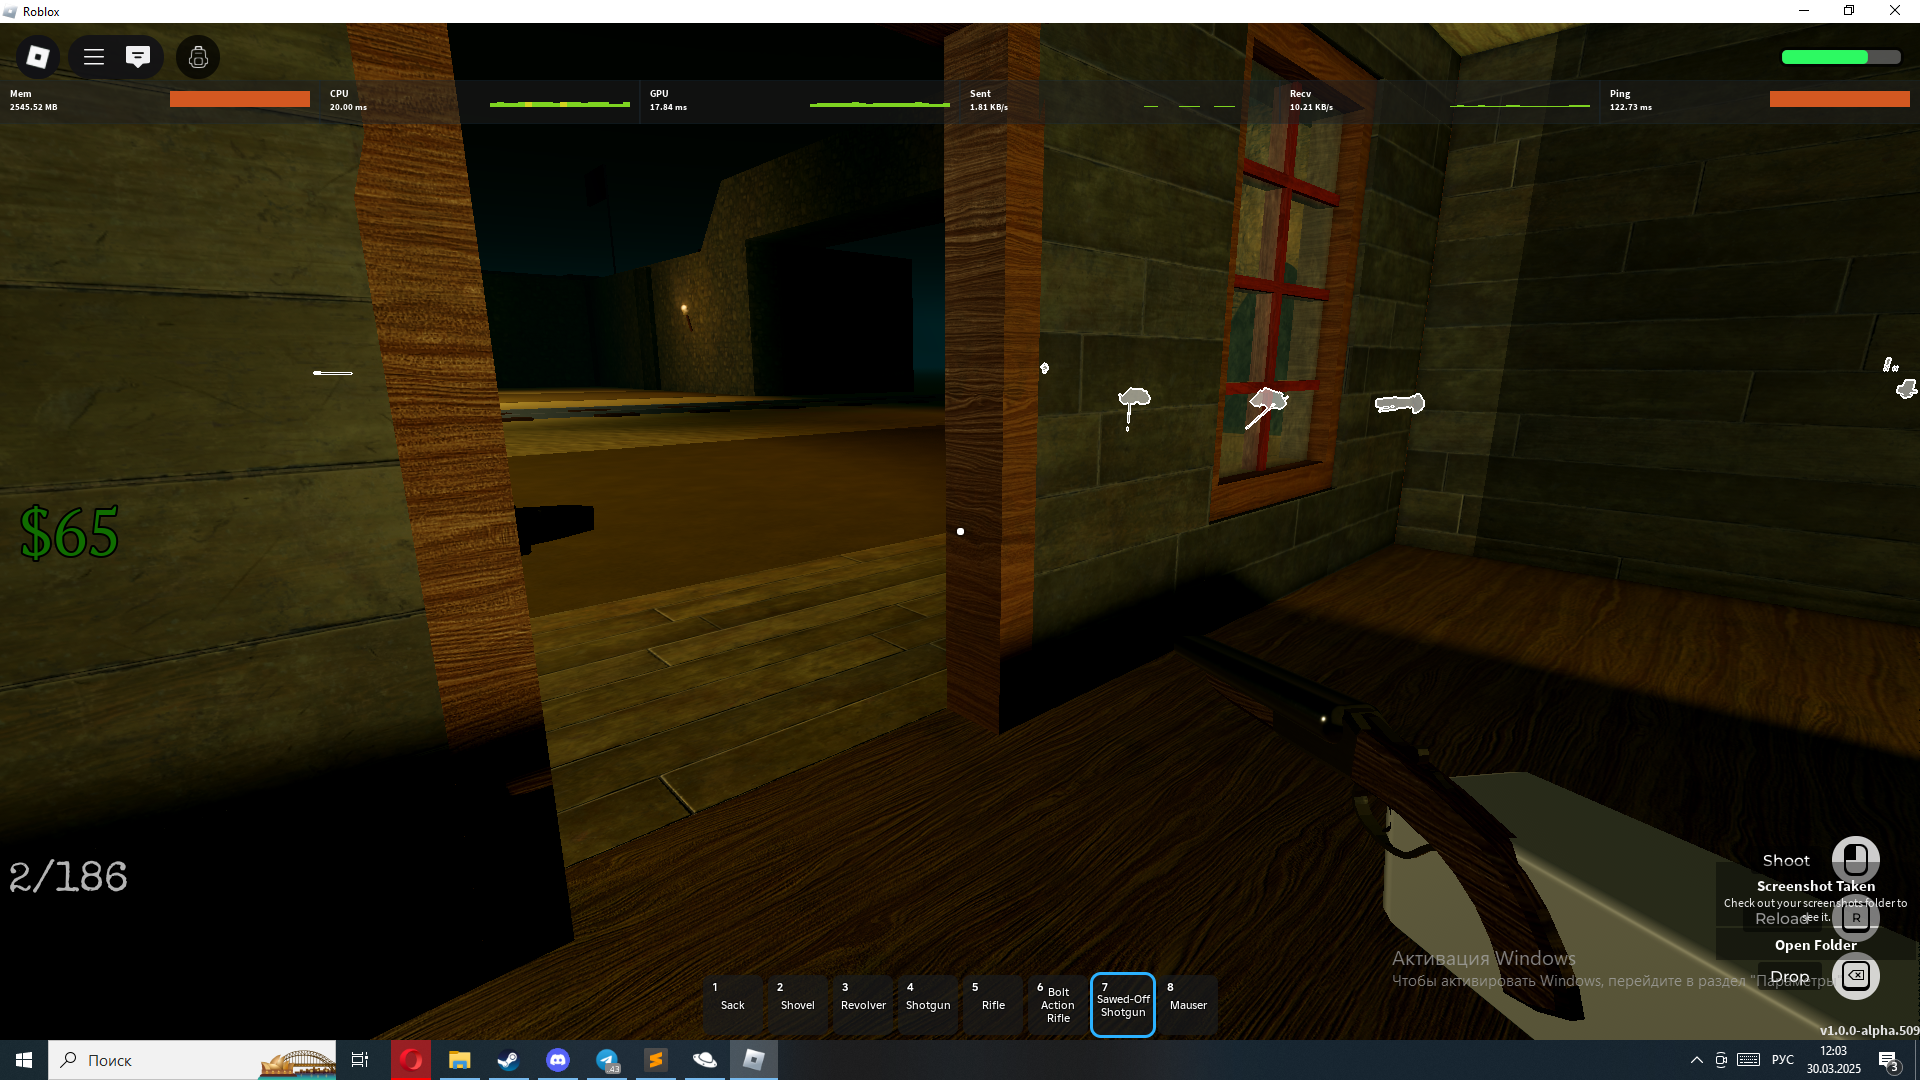 Roblox
Mem
2545.52 MB
CPU
20.00 ms
GPU
17.84 ms
Sent
1.81 KB/s
Recv
10.21 KB/s
Ping
122.73 ms
$65
2/186
Shoot
Screenshot Taken
Check out your screenshots folder to
see it.
Reload
R
Open Folder
Drop
Активация Windows
Чтобы активировать Windows, перейдите в раздел "Параметры
1
Sack
2
Shovel
3
Revolver
4
Shotgun
5
Rifle
6
Bolt
Action
Rifle
7
Sawed-Off
Shotgun
8
Mauser
v1.0.0-alpha.509
Поиск
43
РУС
12:03
30.03.2025
3